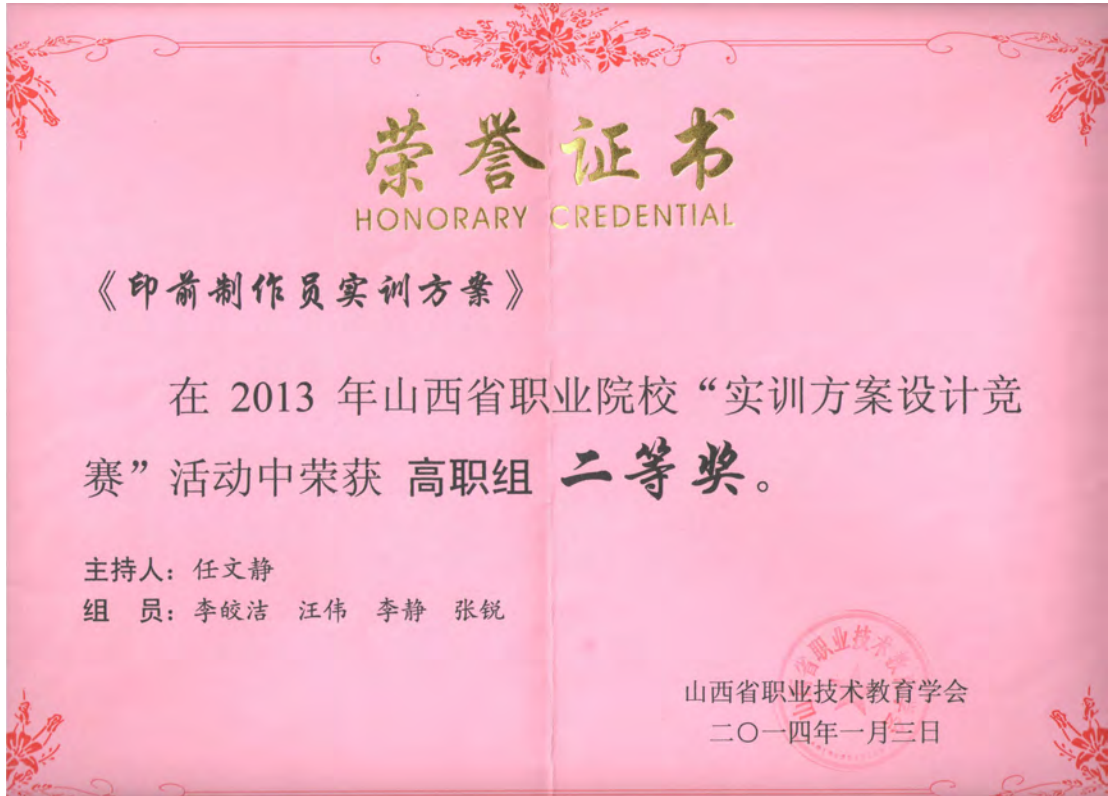 荣誉证书
HONORARY CREDENTIAL
《印前制作员实训方案》
在 2013 年山西省职业院校“实训方案设计竞
赛”活动中荣获 高职组 二等奖。
主持人：任文静
组 员：李皎洁 汪伟 李静 张锐
山西省职业技术教育学会
二〇一四年一月三日